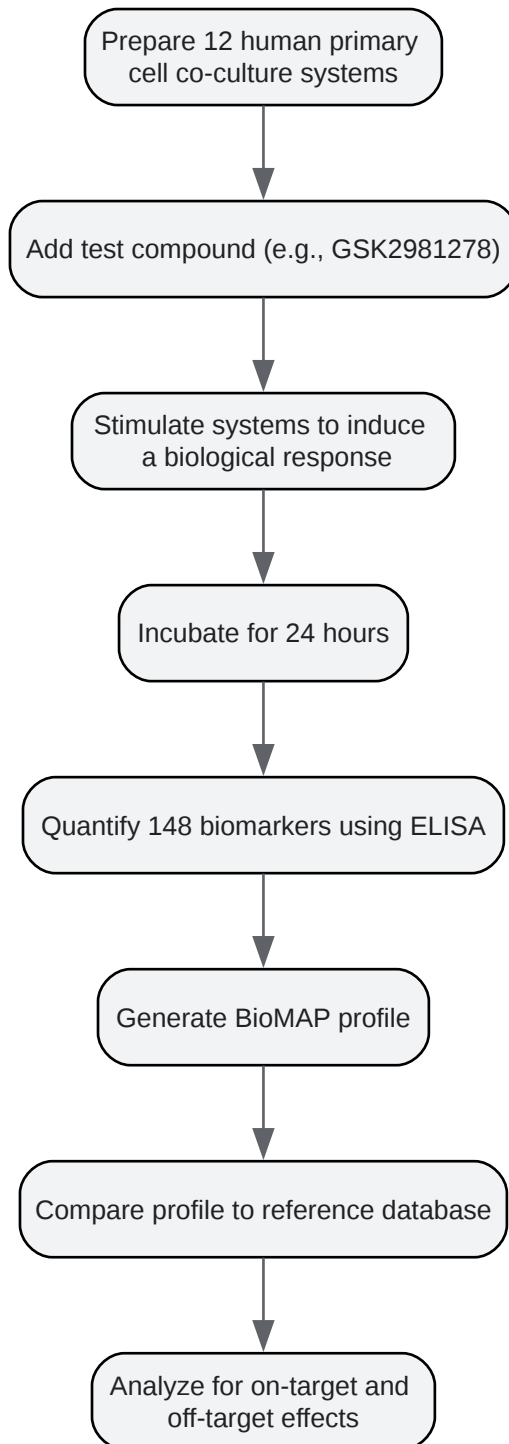 Prepare 12 human primary
cell co-culture systems
Add test compound (e.g., GSK2981278)
Stimulate systems to induce
a biological response
Incubate for 24 hours
Quantify 148 biomarkers using ELISA
Generate BioMAP profile
Compare profile to reference database
Analyze for on-target and
off-target effects